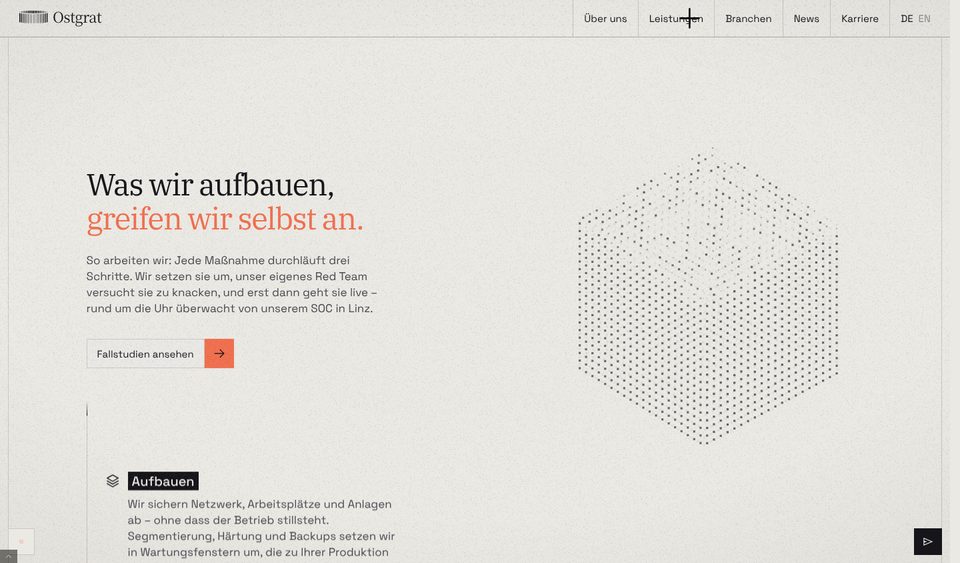 Ostgrat
Über uns
Leistungen
Branchen
News
Karriere
DE EN
Was wir aufbauen,
greifen wir selbst an.
So arbeiten wir: Jede Maßnahme durchläuft drei
Schritte. Wir setzen sie um, unser eigenes Red Team
versucht sie zu knacken, und erst dann geht sie live –
rund um die Uhr überwacht von unserem SOC in Linz.
Fallstudien ansehen
Aufbauen
Wir sichern Netzwerk, Arbeitsplätze und Anlagen
ab – ohne dass der Betrieb stillsteht.
Segmentierung, Härtung und Backups setzen wir
in Wartungsfenstern um, die zu Ihrer Produktion